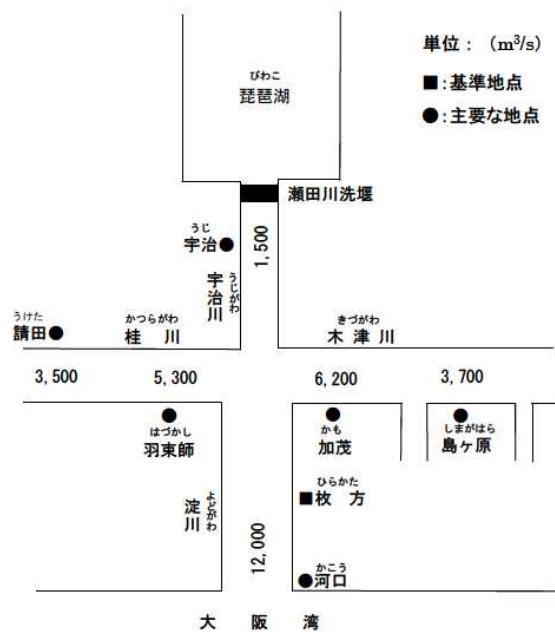 単位：（m³/s）
■：基準地点
●：主要な地点
びわこ
琵琶湖
瀬田川洗堰
うじ
宇治●
1,500
うじがわ
宇治川
うけた
請田●
かつらがわ
桂 川
きづがわ
木 津 川
3,500
5,300
6,200
3,700
はづかし
羽束師
かも
加茂
しまがはら
島ヶ原
よどがわ
淀川
ひらかた
■枚 方
12,000
かこう
●河口
大 阪 湾